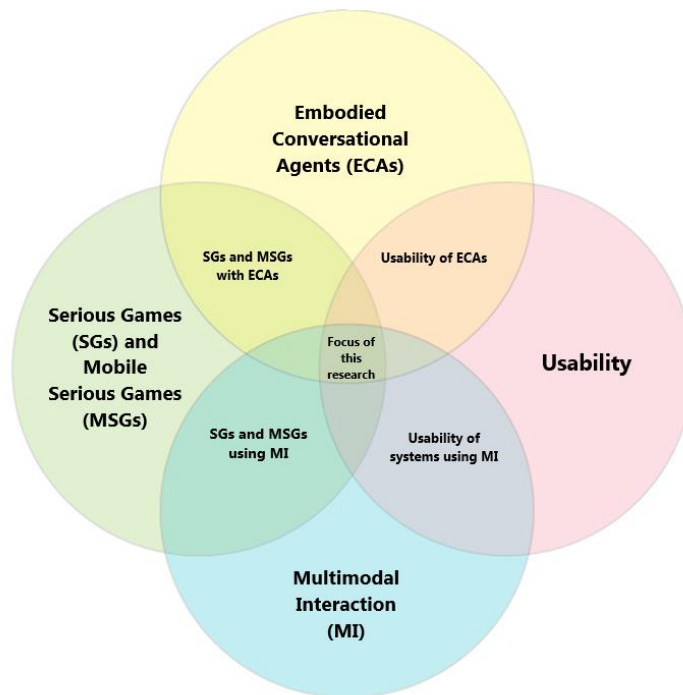 Embodied
Conversational
Agents (ECAs)
SGs and MSGs
with ECAs
Usability of ECAs
Serious Games
(SGs) and
Mobile
Serious Games
(MSGs)
Focus of
this
research
Usability
SGs and MSGs
using MI
Usability of
systems using MI
Multimodal
Interaction
(MI)